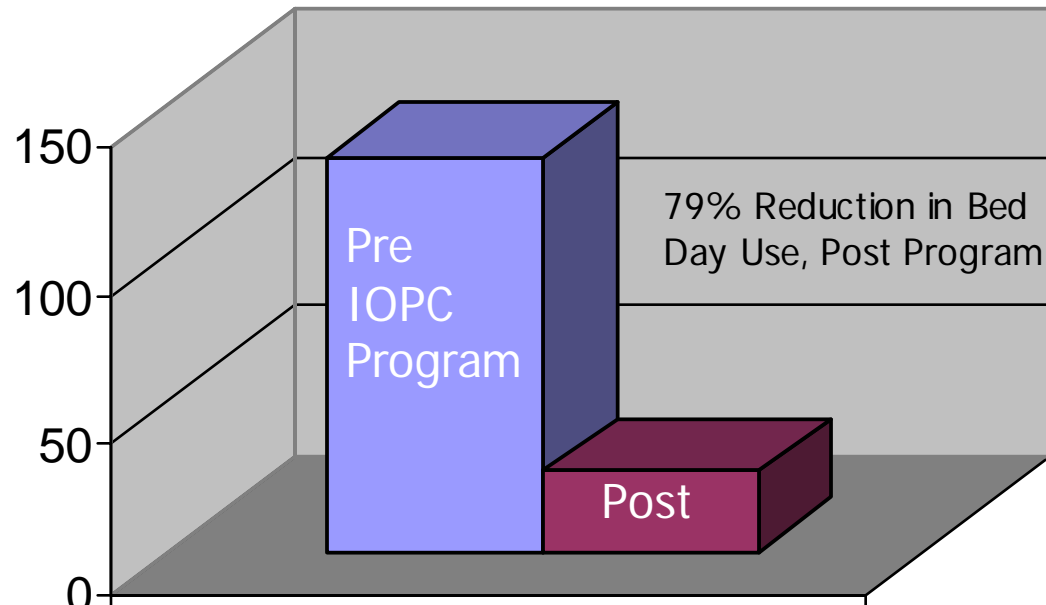 150
100
50
0
Pre
IOPC
Program
Post
79% Reduction in Bed
Day Use, Post Program